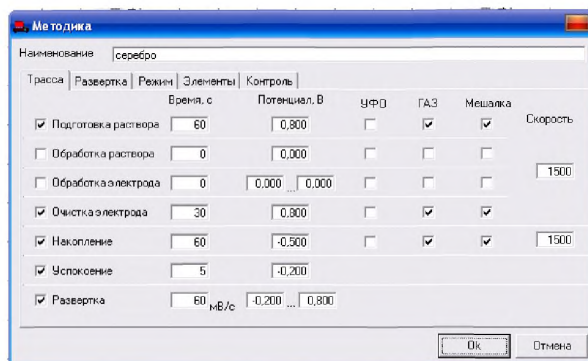 Методика
Наименование серебро
Трасса Развертка Режим Элементы Контроль
Время, с Потенциал, В УФО ГАЗ Мешалка Скорость
Подготовка раствора 60 0,800
Обработка раствора 0 0,000
1500
Обработка электрода 0 0,000 ... 0,000
Очистка электрода 30 0,800
Накопление 60 -0,500 1500
Успокоение 5 -0,200
Развертка 60 мВ/с -0,200 ... 0,800
Ok Отмена